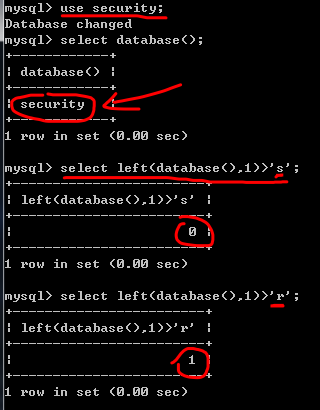 mysql> use security;
Database changed
mysql> select database();
+------------+
| database() |
+------------+
| security   |
+------------+
1 row in set (0.00 sec)
mysql> select left(database(),1)>'s';
+------------------------+
| left(database(),1)>'s' |
+------------------------+
|                      0 |
+------------------------+
1 row in set (0.00 sec)
mysql> select left(database(),1)>'r';
+------------------------+
| left(database(),1)>'r' |
+------------------------+
|                      1 |
+------------------------+
1 row in set (0.00 sec)